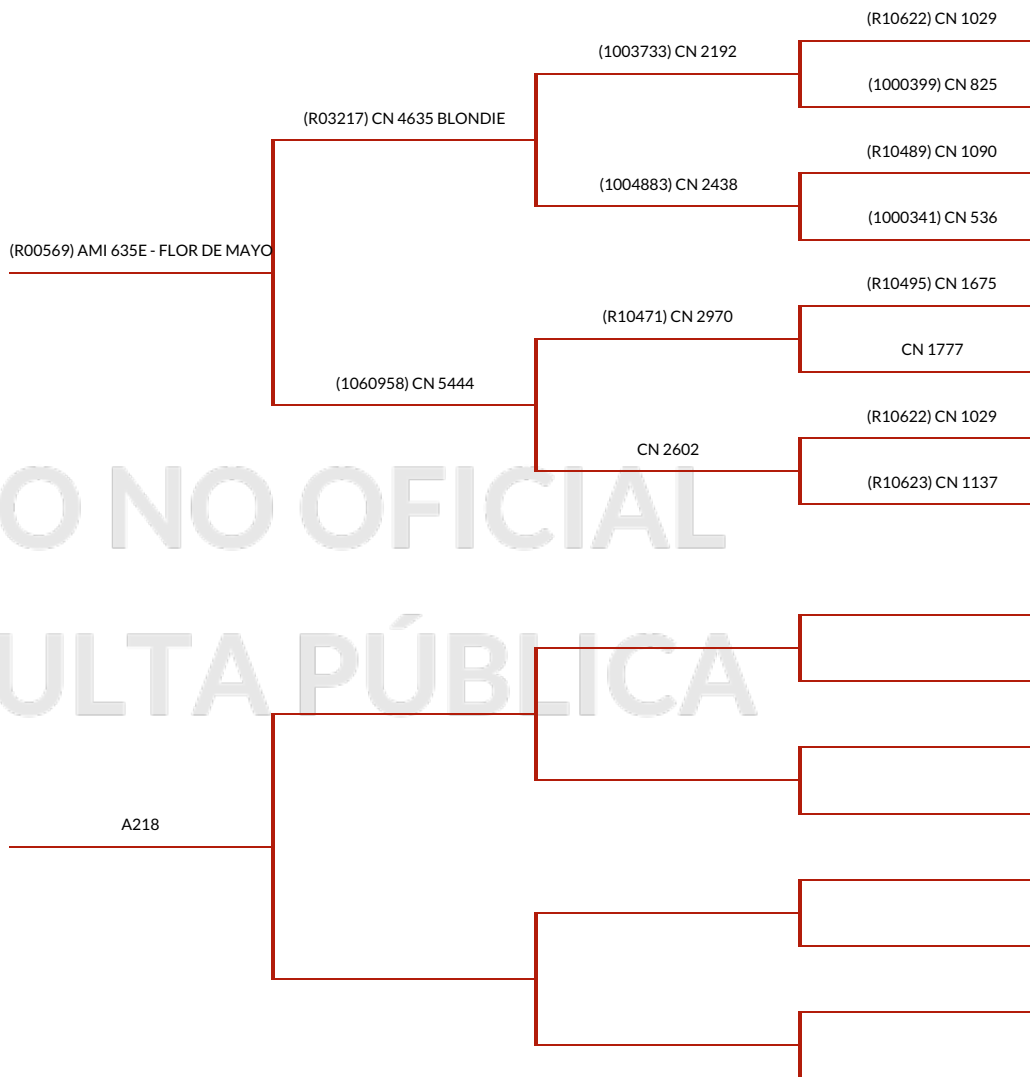 (R10622) CN 1029
(1003733) CN 2192
(1000399) CN 825
(R03217) CN 4635 BLONDIE
(R10489) CN 1090
(1004883) CN 2438
(1000341) CN 536
(R00569) AMI 635E - FLOR DE MAYO
(R10495) CN 1675
(R10471) CN 2970
CN 1777
(1060958) CN 5444
(R10622) CN 1029
CN 2602
(R10623) CN 1137
O NO OFICIAL
ULTA PÚBLICA
A218